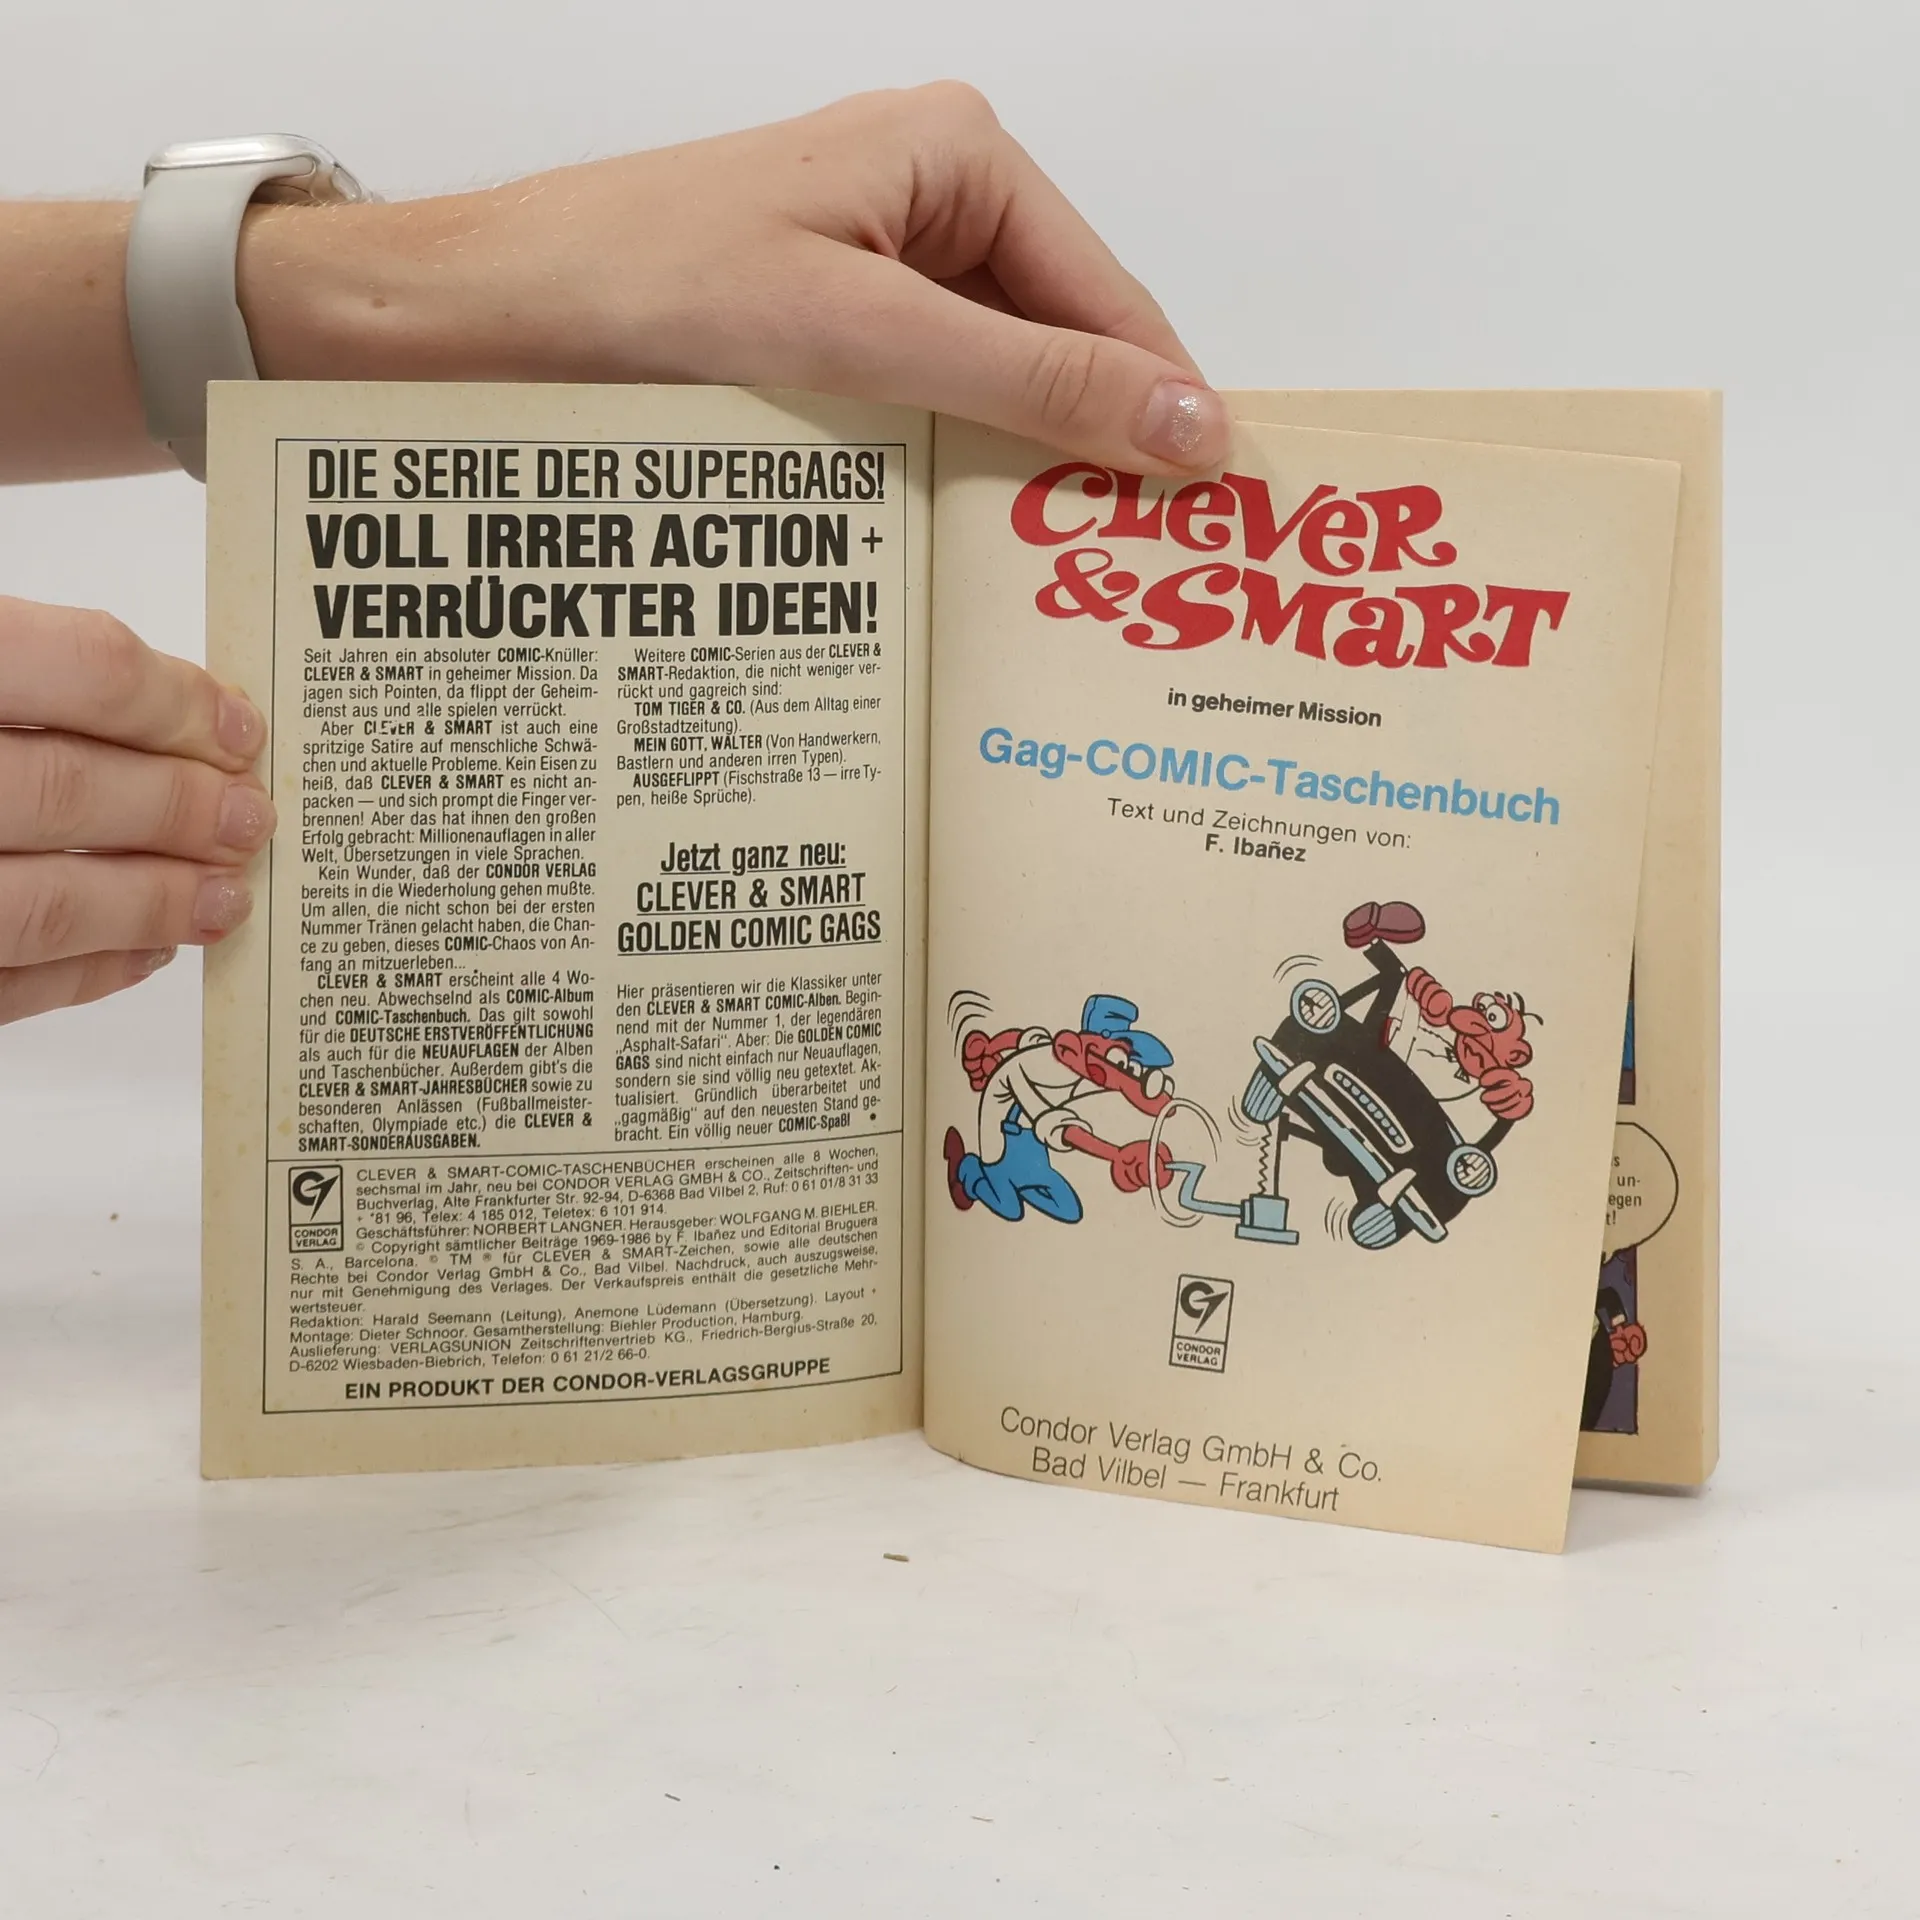 DIE SERIE DER SUPERGAGS!
VOLL IRRER ACTION +
VERRÜCKTER IDEEN!
Seit Jahren ein absoluter COMIC-Knüller:
CLEVER & SMART in geheimer Mission. Da
jagen sich Pointen, da flippt der Geheim-
dienst aus und alle spielen verrückt.
Aber CLEVER & SMART ist auch eine
spritzige Satire auf menschliche Schwä-
chen und aktuelle Probleme. Kein Eisen zu
heiß, daß CLEVER & SMART es nicht an-
packen — und sich prompt die Finger ver-
brennen! Aber das hat ihnen den großen
Erfolg gebracht: Millionenauflagen in aller
Welt, Übersetzungen in viele Sprachen.
Kein Wunder, daß der CONDOR VERLAG
bereits in die Wiederholung gehen mußte.
Um allen, die nicht schon bei der ersten
Nummer Tränen gelacht haben, die Chan-
ce zu geben, dieses COMIC-Chaos von An-
fang an mitzuerleben...
CLEVER & SMART erscheint alle 4 Wo-
chen neu. Abwechselnd als COMIC-Album
und COMIC-Taschenbuch. Das gilt sowohl
für die DEUTSCHE ERSTVERÖFFENTLICHUNG
als auch für die NEUAUFLAGEN der Alben
und Taschenbücher. Außerdem gibt's die
CLEVER & SMART-JAHRESBÜCHER sowie zu
besonderen Anlässen (Fußballmeister-
schaften, Olympiade etc.) die CLEVER &
SMART-SONDERAUSGABEN.
Weitere COMIC-Serien aus der CLEVER &
SMART-Redaktion, die nicht weniger ver-
rückt und gagreich sind:
TOM TIGER & CO. (Aus dem Alltag einer
Großstadtzeitung).
MEIN GOTT, WALTER (Von Handwerkern,
Bastlern und anderen irren Typen).
AUSGEFLIPPT (Fischstraße 13 — irre Ty-
pen, heiße Sprüche).
Jetzt ganz neu:
CLEVER & SMART
GOLDEN COMIC GAGS
Hier präsentieren wir die Klassiker unter
den CLEVER & SMART COMIC-Alben. Begin-
nend mit der Nummer 1, der legendären
„Asphalt-Safari". Aber: Die GOLDEN COMIC
GAGS sind nicht einfach nur Neuauflagen,
sondern sie sind völlig neu getextet. Ak-
tualisiert. Gründlich überarbeitet und
„gagmäßig" auf den neuesten Stand ge-
bracht. Ein völlig neuer COMIC-Spaß!
CONDOR
VERLAG
CLEVER & SMART-COMIC-TASCHENBÜCHER erscheinen alle 8 Wochen,
sechsmal im Jahr, neu bei CONDOR VERLAG GMBH & CO., Zeitschriften- und
Buchverlag, Alte Frankfurter Str. 92-94, D-6368 Bad Vilbel 2. Ruf: 0 61 01/8 31 33
+ *81 96, Telex: 4 185 012, Teletex: 6 101 914.
Geschäftsführer: NORBERT LANGNER. Herausgeber: WOLFGANG M. BIEHLER.
© Copyright sämtlicher Beiträge 1969-1986 by F. Ibañez und Editorial Bruguera
S. A., Barcelona. © TM ® für CLEVER & SMART-Zeichen, sowie alle deutschen
Rechte bei Condor Verlag GmbH & Co., Bad Vilbel. Nachdruck, auch auszugsweise,
nur mit Genehmigung des Verlages. Der Verkaufspreis enthält die gesetzliche Mehr-
wertsteuer.
Redaktion: Harald Seemann (Leitung), Anemone Lüdemann (Übersetzung). Layout +
Montage: Dieter Schnoor. Gesamtherstellung: Biehler Production, Hamburg.
Auslieferung: VERLAGSUNION Zeitschriftenvertrieb KG., Friedrich-Bergius-Straße 20,
D-6202 Wiesbaden-Biebrich, Telefon: 0 61 21/2 66-0.
EIN PRODUKT DER CONDOR-VERLAGSGRUPPE
CLEVER
& SMART
in geheimer Mission
Gag-COMIC-Taschenbuch
Text und Zeichnungen von:
F. Ibañez
CONDOR
VERLAG
Condor Verlag GmbH & Co.
Bad Vilbel — Frankfurt
un-
egen
t!